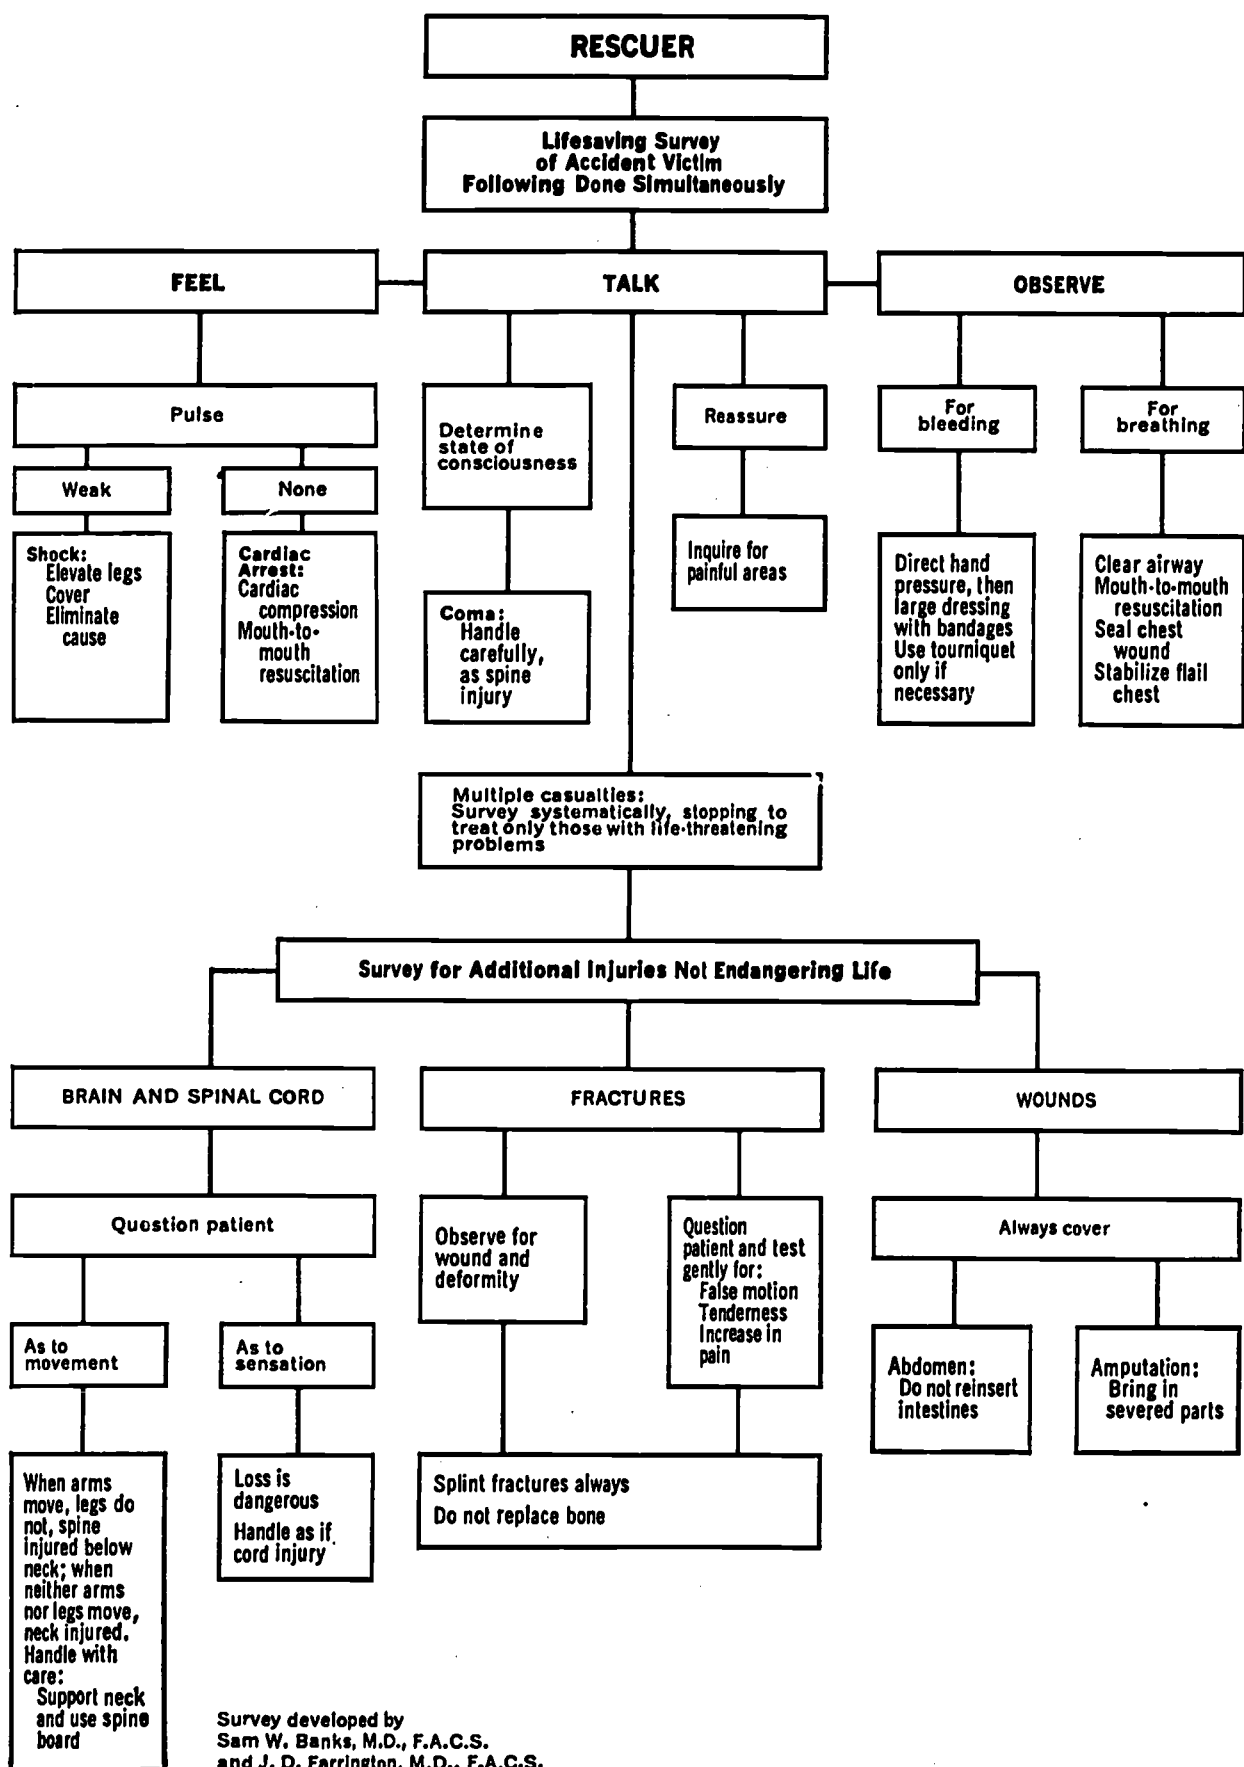 RESCUER
Lifesaving Survey
of Accident Victim
Following Done Simultaneously
FEEL
TALK
OBSERVE
Pulse
Weak
None
Shock:
Elevate legs
Cover
Eliminate
cause
Cardiac
Arrest:
Cardiac
compression
Mouth-to-
mouth
resuscitation
Determine
state of
consciousness
Coma:
Handle
carefully,
as spine
injury
Reassure
Inquire for
painful areas
For
bleeding
Direct hand
pressure, then
large dressing
with bandages
Use tourniquet
only if
necessary
For
breathing
Clear airway
Mouth-to-mouth
resuscitation
Seal chest
wound
Stabilize flail
chest
Multiple casualties:
Survey systematically, stopping to
treat only those with life-threatening
problems
Survey for Additional Injuries Not Endangering Life
BRAIN AND SPINAL CORD
FRACTURES
WOUNDS
Question patient
As to
movement
As to
sensation
When arms
move, legs do
not, spine
injured below
neck; when
neither arms
nor legs move,
neck injured.
Handle with
care:
Support neck
and use spine
board
Loss is
dangerous
Handle as if
cord injury
Observe for
wound and
deformity
Question
patient and test
gently for:
False motion
Tenderness
Increase in
pain
Splint fractures always
Do not replace bone
Always cover
Abdomen:
Do not reinsert
intestines
Amputation:
Bring in
severed parts
Survey developed by
Sam W. Banks, M.D., F.A.C.S.
and J. D. Farrington, M.D., F.A.C.S.